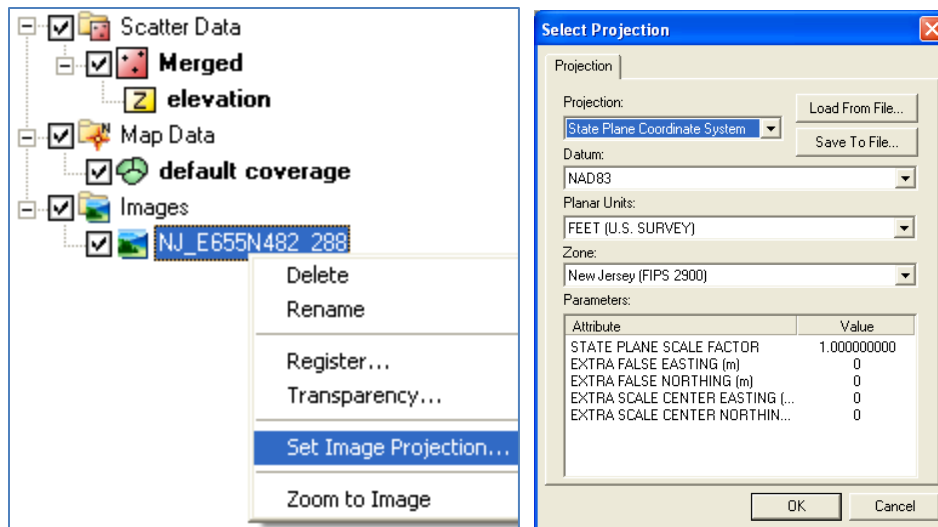 Scatter Data
Merged
Z elevation
Map Data
default coverage
Images
NJ_E655N482_288
Delete
Rename
Register...
Transparency...
Set Image Projection...
Zoom to Image
Select Projection
Projection
Projection:
State Plane Coordinate System
Load From File...
Save To File...
Datum:
NAD83
Planar Units:
FEET (U.S. SURVEY)
Zone:
New Jersey (FIPS 2900)
Parameters:
Attribute Value
STATE PLANE SCALE FACTOR 1.000000000
EXTRA FALSE EASTING (m) 0
EXTRA FALSE NORTHING (m) 0
EXTRA SCALE CENTER EASTING (... 0
EXTRA SCALE CENTER NORTHIN... 0
OK Cancel